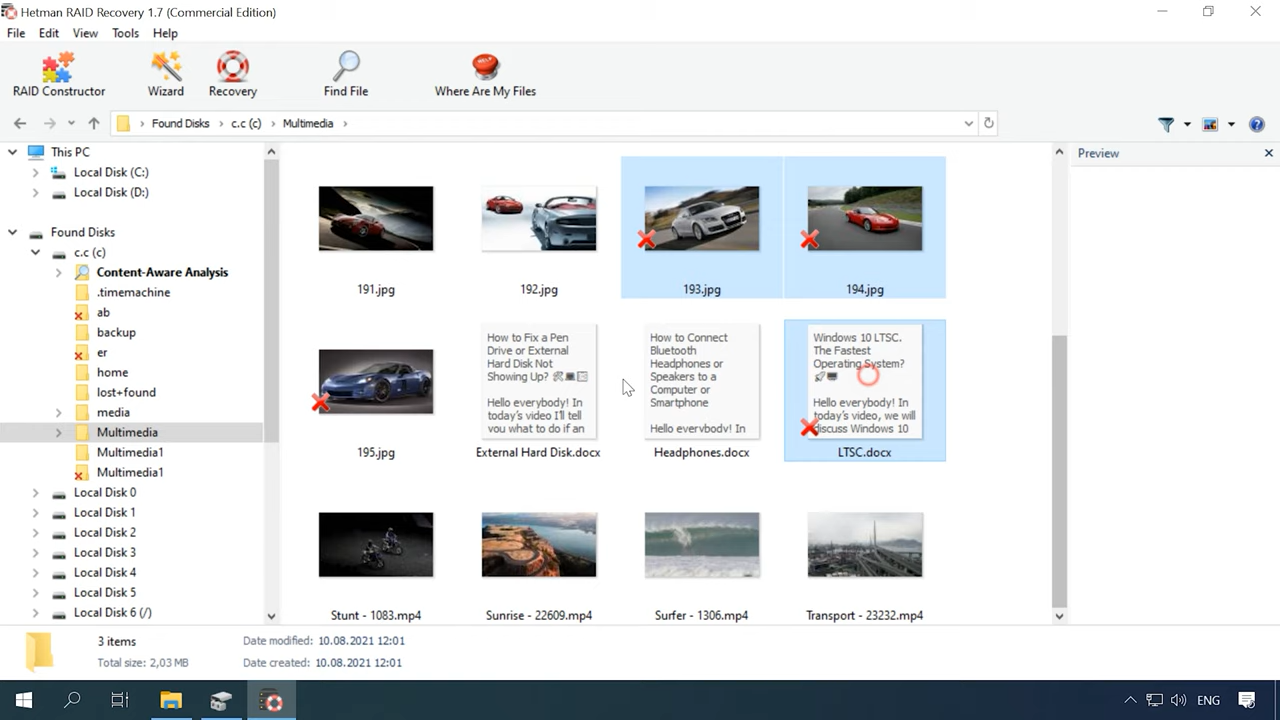 Hetman RAID Recovery 1.7 (Commercial Edition)
File Edit View Tools Help
RAID Constructor Wizard Recovery Find File Where Are My Files
Found Disks c.c (c) Multimedia
This PC
Local Disk (C:)
Local Disk (D:)
Found Disks
c.c (c)
Content-Aware Analysis
.timemachine
ab
backup
er
home
lost+found
media
Multimedia
Multimedia1
Multimedia1
Local Disk 0
Local Disk 1
Local Disk 2
Local Disk 3
Local Disk 4
Local Disk 5
Local Disk 6 (/)
191.jpg 192.jpg 193.jpg 194.jpg
195.jpg
How to Fix a Pen
Drive or External
Hard Disk Not
Showing Up? 🛠💻
Hello everybody! In
today's video I'll tell
you what to do if an
External Hard Disk.docx
How to Connect
Bluetooth
Headphones or
Speakers to a
Computer or
Smartphone
Hello everybody! In
Headphones.docx
Windows 10 LTSC.
The Fastest
Operating System?
🚀💻
Hello everybody! In
today's video, we will
discuss Windows 10
LTSC.docx
Stunt - 1083.mp4 Sunrise - 22609.mp4 Surfer - 1306.mp4 Transport - 23232.mp4
Preview
3 items
Total size: 2,03 MB
Date modified: 10.08.2021 12:01
Date created: 10.08.2021 12:01
ENG